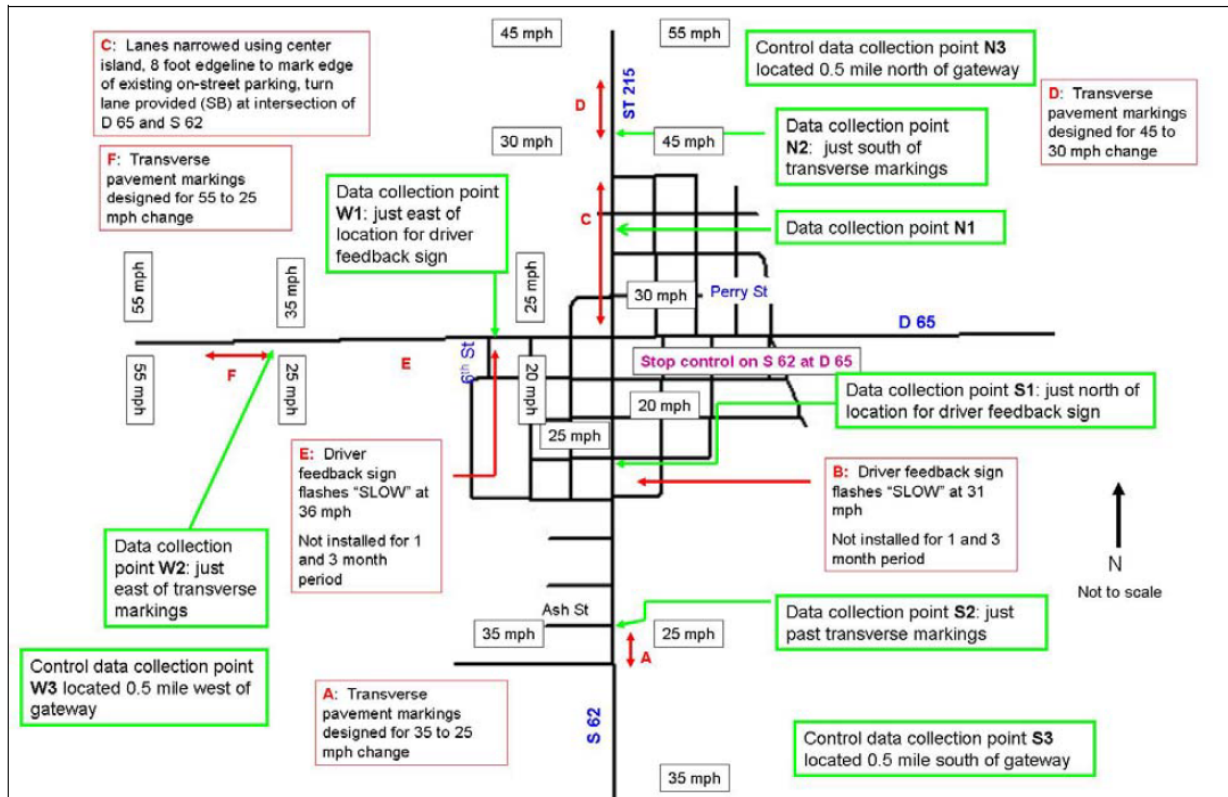 C: Lanes narrowed using center
island, 8 foot edgeline to mark edge
of existing on-street parking, turn
lane provided (SB) at intersection of
D 65 and S 62
45 mph
55 mph
ST 215
Control data collection point N3
located 0.5 mile north of gateway
D
D: Transverse
pavement markings
designed for 45 to
30 mph change
F: Transverse
pavement markings
designed for 55 to 25
mph change
30 mph
45 mph
Data collection point
N2: just south of
transverse markings
Data collection point
W1: just east of
location for driver
feedback sign
C
Data collection point N1
55 mph
35 mph
25 mph
30 mph
Perry St
D 65
55 mph
F
25 mph
E
6th St
20 mph
Stop control on S 62 at D 65
20 mph
25 mph
Data collection point S1: just north of
location for driver feedback sign
E: Driver
feedback sign
flashes “SLOW” at
36 mph
Not installed for 1
and 3 month
period
B: Driver feedback sign
flashes “SLOW” at 31
mph
Not installed for 1 and 3
month period
N
Not to scale
Data collection
point W2: just
east of transverse
markings
Ash St
35 mph
25 mph
A
Data collection point S2: just
past transverse markings
Control data collection point
W3 located 0.5 mile west of
gateway
A: Transverse
pavement markings
designed for 35 to 25
mph change
S 62
35 mph
Control data collection point S3
located 0.5 mile south of gateway